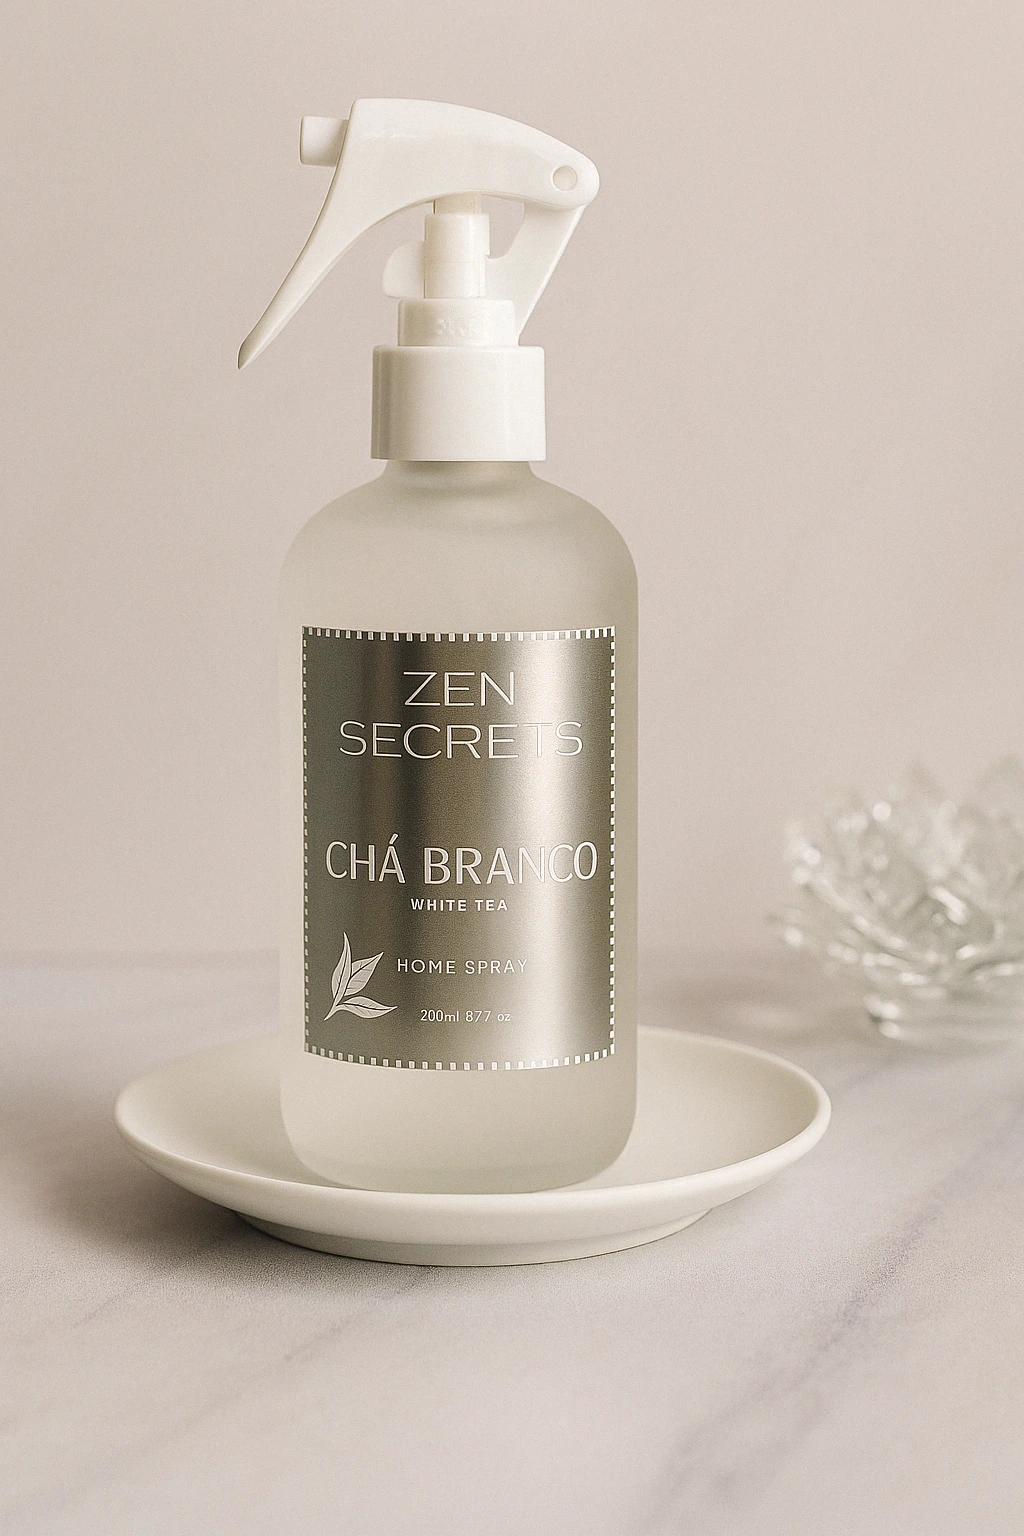 ZEN
SECRETS
CHÁ BRANCO
WHITE TEA
HOME SPRAY
200ml 877 oz